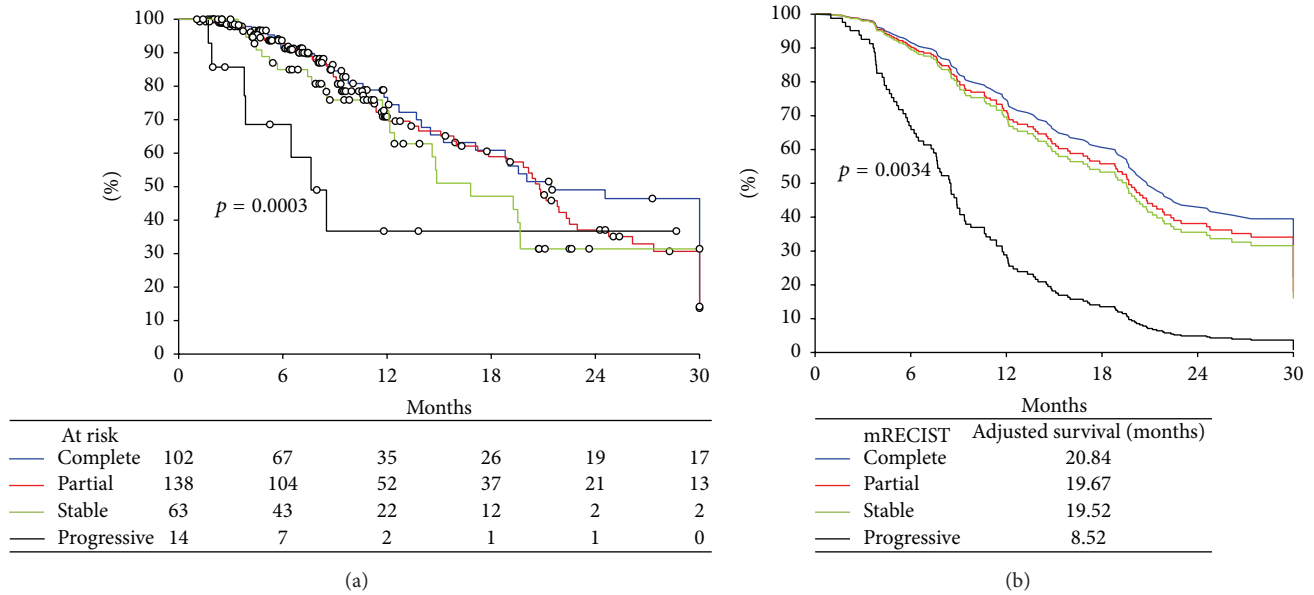 100
90
80
70
60
50
40
30
20
10
0
(%)
p = 0.0003
0 6 12 18 24 30
Months
At risk
Complete 102 67 35 26 19 17
Partial 138 104 52 37 21 13
Stable 63 43 22 12 2 2
Progressive 14 7 2 1 1 0
(a)
100
90
80
70
60
50
40
30
20
10
0
(%)
p = 0.0034
0 6 12 18 24 30
Months
mRECIST Adjusted survival (months)
Complete 20.84
Partial 19.67
Stable 19.52
Progressive 8.52
(b)